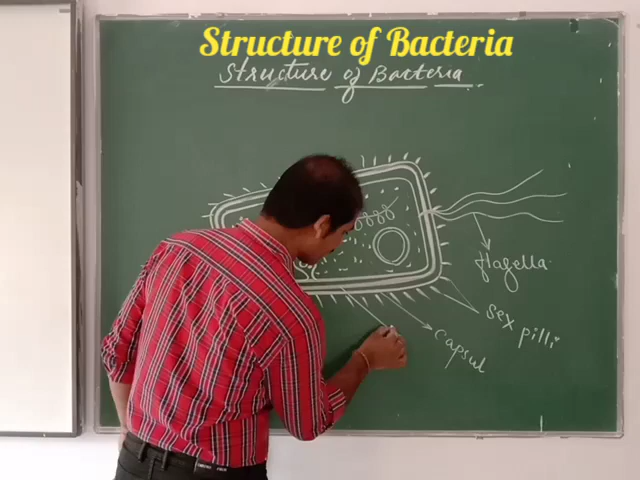 Structure of Bacteria
Structure of Bacteria
flagella
sex pilli
capsul